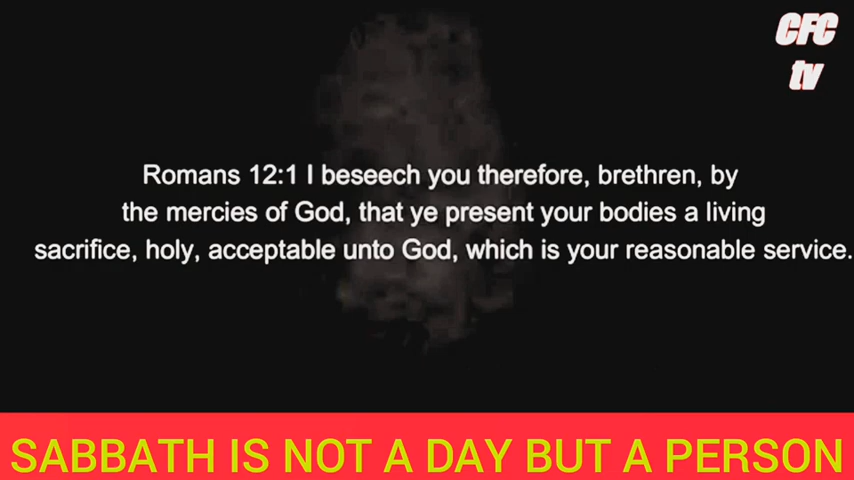 CFC
tv
Romans 12:1 I beseech you therefore, brethren, by
the mercies of God, that ye present your bodies a living
sacrifice, holy, acceptable unto God, which is your reasonable service.
SABBATH IS NOT A DAY BUT A PERSON